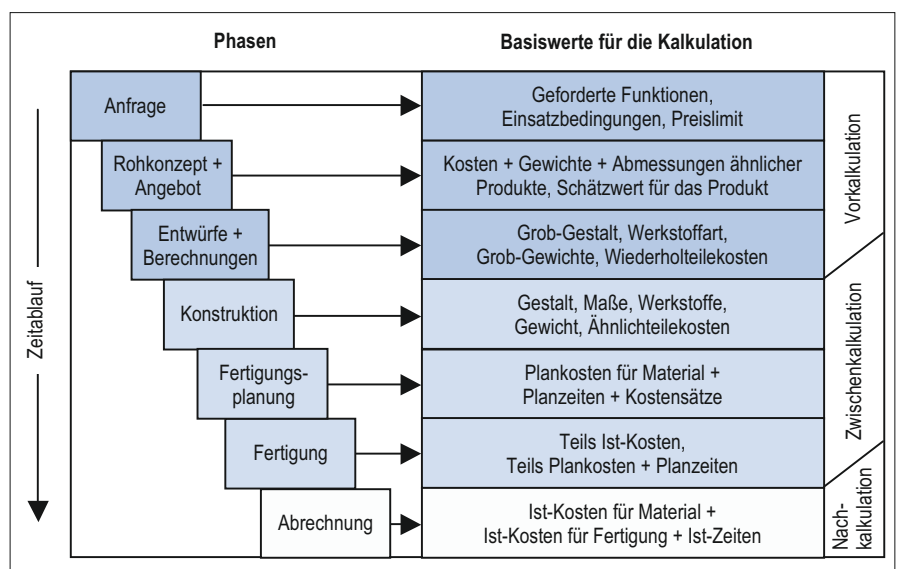 Phasen
Basiswerte für die Kalkulation
Zeitablauf
Anfrage
Geforderte Funktionen,
Einsatzbedingungen, Preislimit
Rohkonzept +
Angebot
Kosten + Gewichte + Abmessungen ähnlicher
Produkte, Schätzwert für das Produkt
Entwürfe +
Berechnungen
Grob-Gestalt, Werkstoffart,
Grob-Gewichte, Wiederholteilekosten
Konstruktion
Gestalt, Maße, Werkstoffe,
Gewicht, Ähnlichteilekosten
Fertigungs-
planung
Plankosten für Material +
Planzeiten + Kostensätze
Fertigung
Teils Ist-Kosten,
Teils Plankosten + Planzeiten
Abrechnung
Ist-Kosten für Material +
Ist-Kosten für Fertigung + Ist-Zeiten
Vorkalkulation
Zwischenkalkulation
Nach-
kalkulation